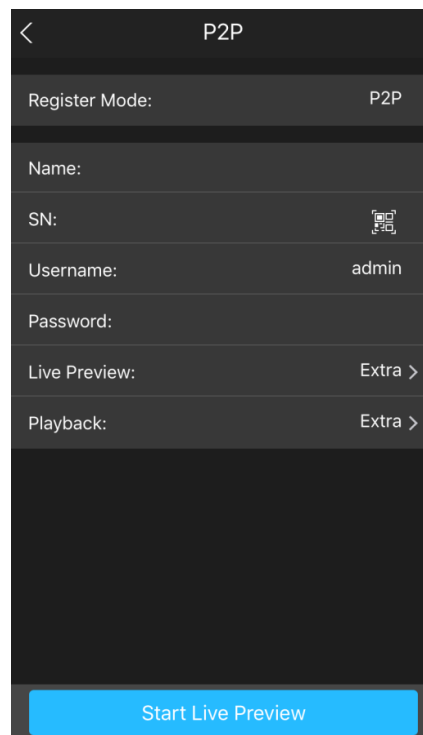 P2P
Register Mode: P2P
Name:
SN:
Username: admin
Password:
Live Preview: Extra
Playback: Extra
Start Live Preview